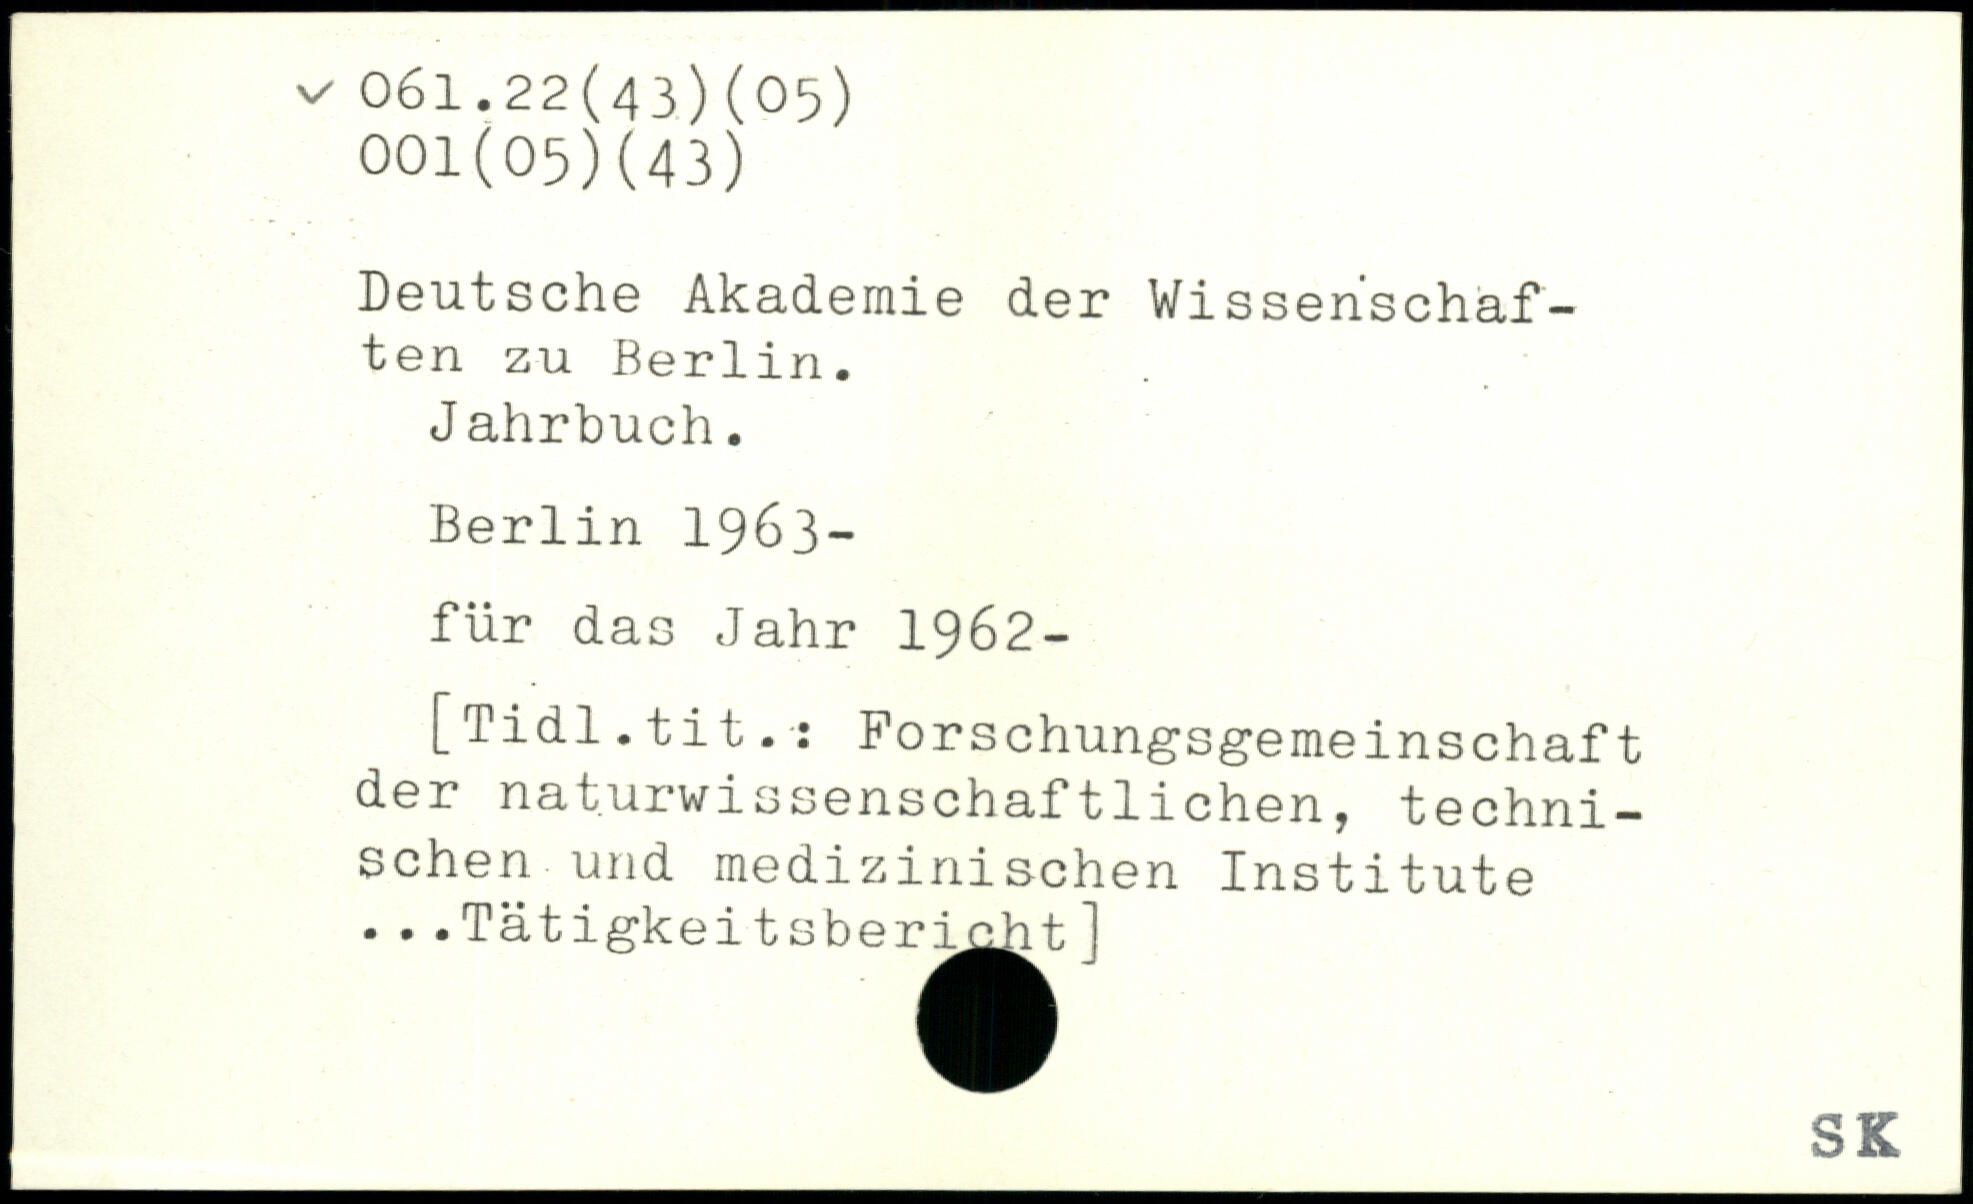 ✓ 061.22(43)(05)
001(05)(43)
Deutsche Akademie der Wissenschaf-
ten zu Berlin.
Jahrbuch.
Berlin 1963-
für das Jahr 1962-
[Tidl.tit.: Forschungsgemeinschaft
der naturwissenschaftlichen, techni-
schen und medizinischen Institute
...Tätigkeitsbericht]
SK